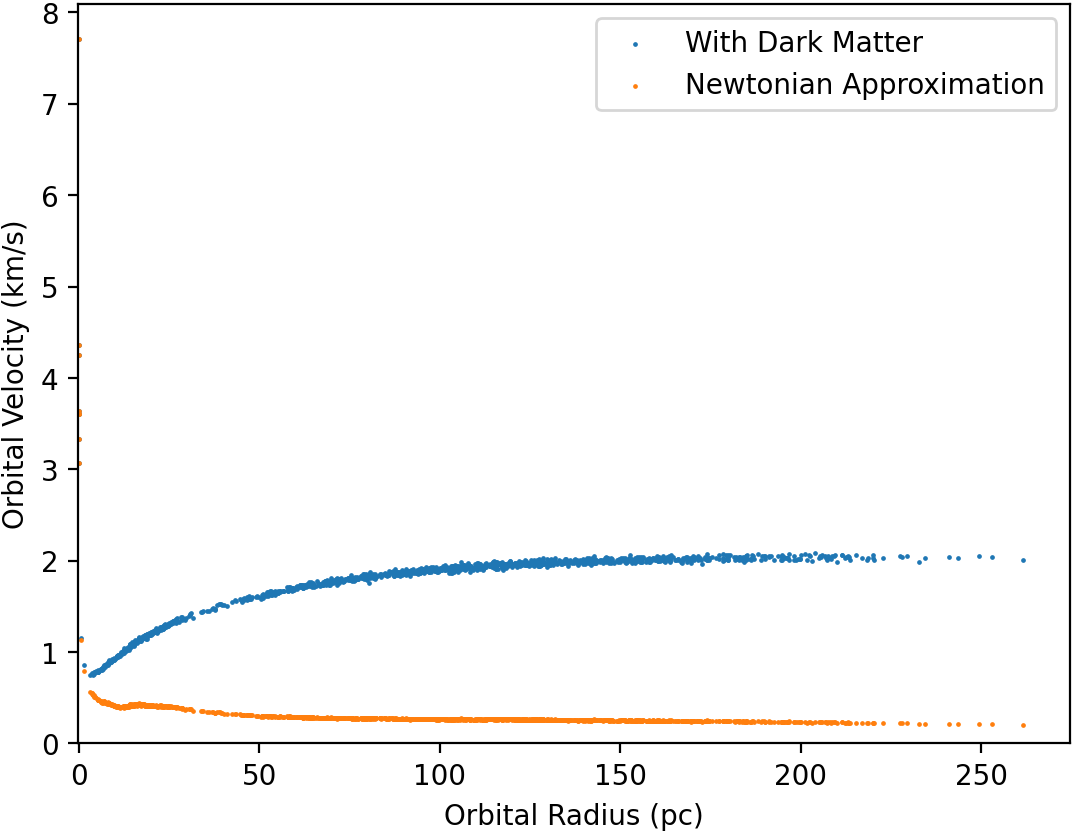 8
7
6
5
4
3
2
1
0
Orbital Velocity (km/s)
With Dark Matter
Newtonian Approximation
0 50 100 150 200 250
Orbital Radius (pc)